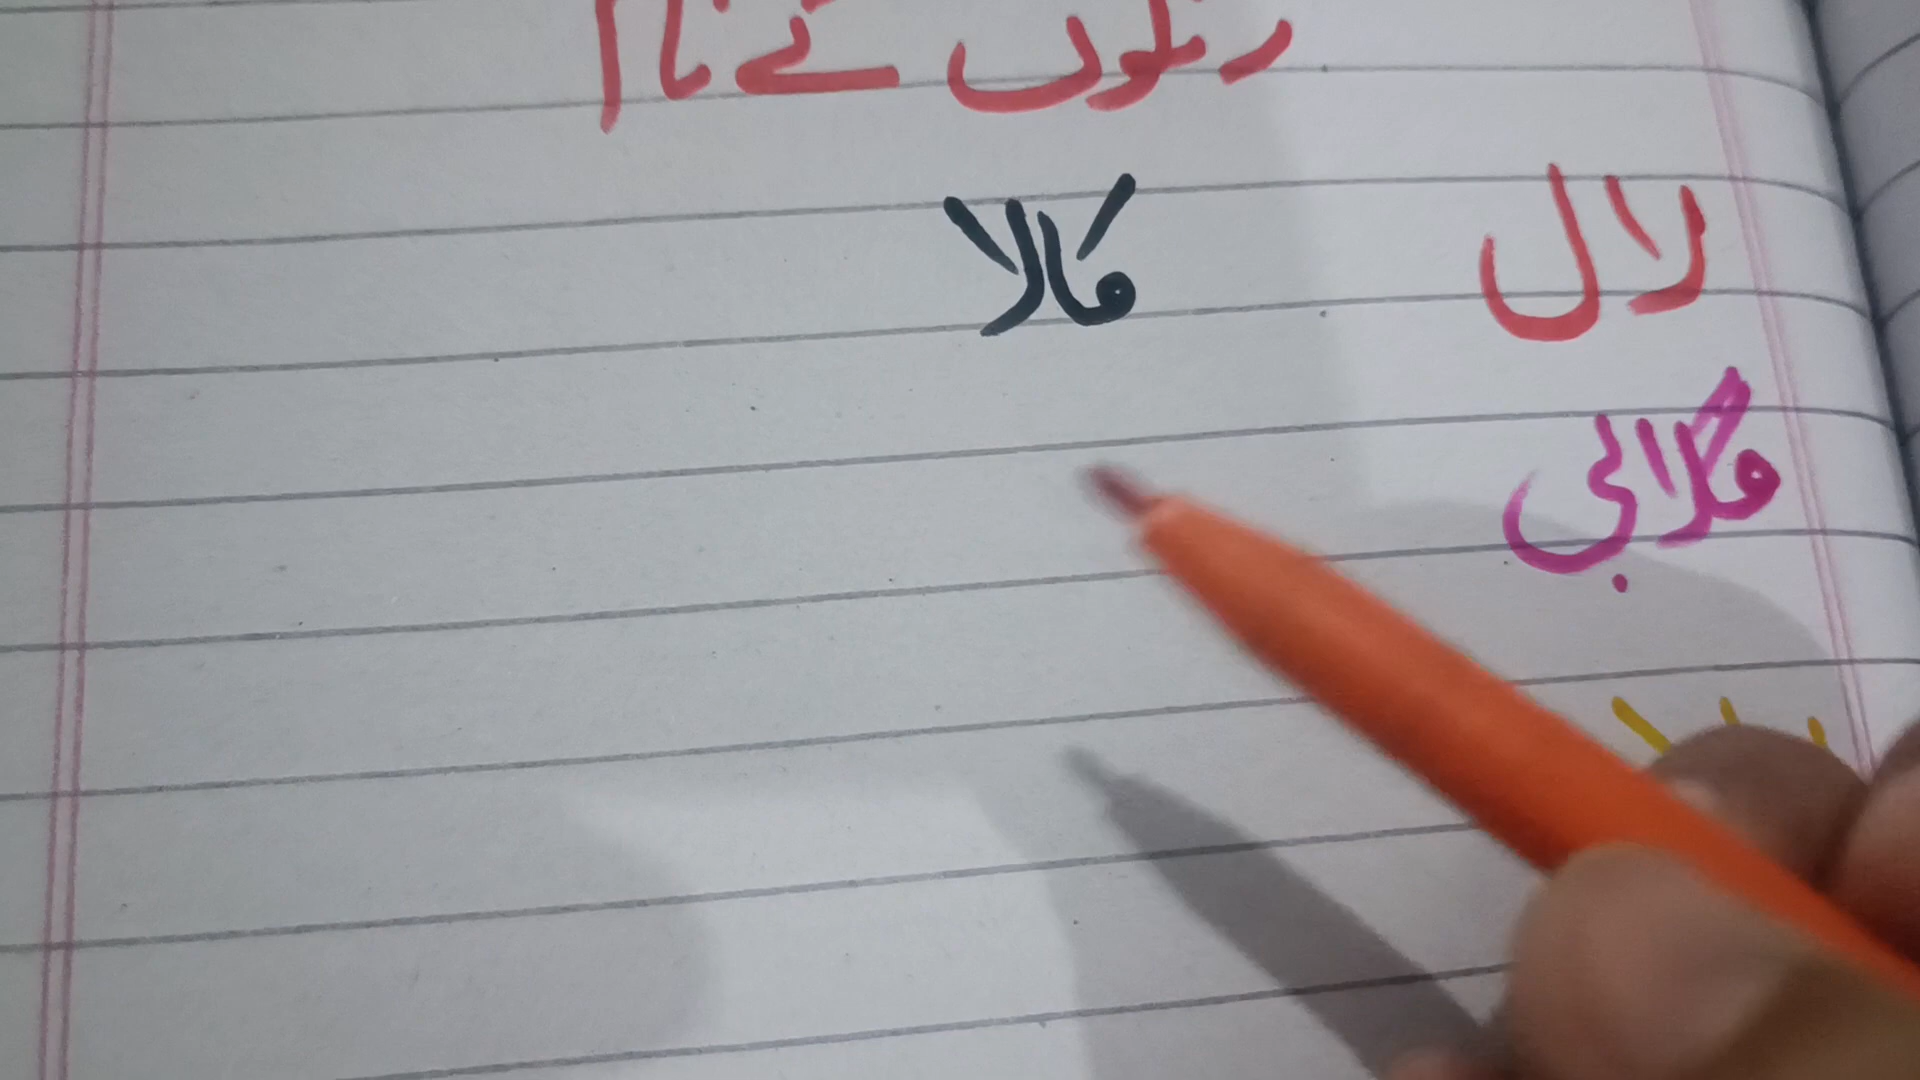 رنگوں کے نام
لال کالا
گلابی